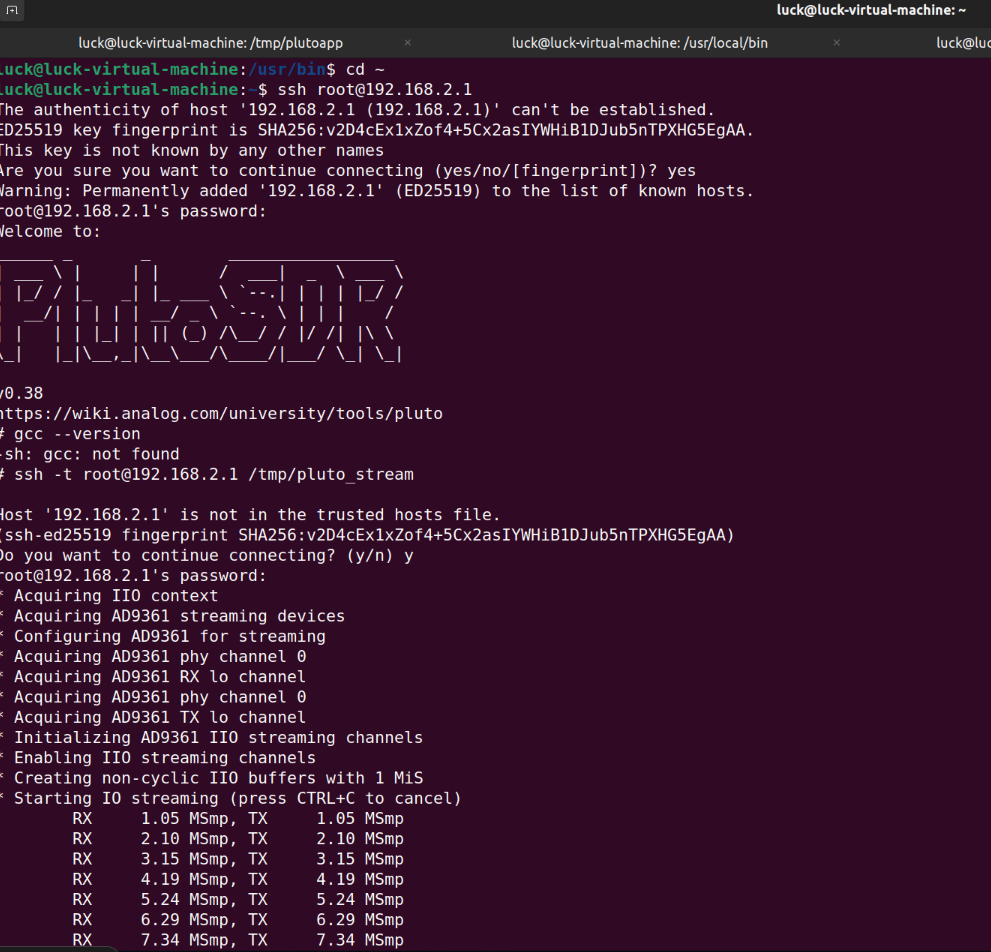 luck@luck-virtual-machine: ~
luck@luck-virtual-machine: /tmp/plutoapp × luck@luck-virtual-machine: /usr/local/bin × luck@luc
luck@luck-virtual-machine:/usr/bin$ cd ~
luck@luck-virtual-machine:~$ ssh root@192.168.2.1
The authenticity of host '192.168.2.1 (192.168.2.1)' can't be established.
ED25519 key fingerprint is SHA256:v2D4cEx1xZof4+5Cx2asIYWHiB1DJub5nTPXHG5EgAA.
This key is not known by any other names
Are you sure you want to continue connecting (yes/no/[fingerprint])? yes
Warning: Permanently added '192.168.2.1' (ED25519) to the list of known hosts.
root@192.168.2.1's password:
Welcome to:
PlutoSDR
v0.38
https://wiki.analog.com/university/tools/pluto
# gcc --version
-sh: gcc: not found
# ssh -t root@192.168.2.1 /tmp/pluto_stream
Host '192.168.2.1' is not in the trusted hosts file.
(ssh-ed25519 fingerprint SHA256:v2D4cEx1xZof4+5Cx2asIYWHiB1DJub5nTPXHG5EgAA)
Do you want to continue connecting? (y/n) y
root@192.168.2.1's password:
* Acquiring IIO context
* Acquiring AD9361 streaming devices
* Configuring AD9361 for streaming
* Acquiring AD9361 phy channel 0
* Acquiring AD9361 RX lo channel
* Acquiring AD9361 phy channel 0
* Acquiring AD9361 TX lo channel
* Initializing AD9361 IIO streaming channels
* Enabling IIO streaming channels
* Creating non-cyclic IIO buffers with 1 MiS
* Starting IO streaming (press CTRL+C to cancel)
RX 1.05 MSmp, TX 1.05 MSmp
RX 2.10 MSmp, TX 2.10 MSmp
RX 3.15 MSmp, TX 3.15 MSmp
RX 4.19 MSmp, TX 4.19 MSmp
RX 5.24 MSmp, TX 5.24 MSmp
RX 6.29 MSmp, TX 6.29 MSmp
RX 7.34 MSmp, TX 7.34 MSmp